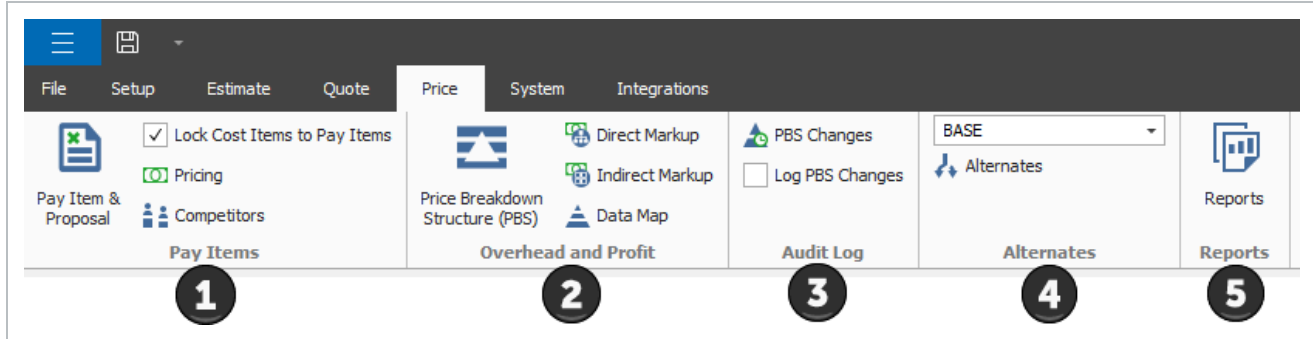 File Setup Estimate Quote Price System Integrations
Pay Item &
Proposal
Lock Cost Items to Pay Items
Pricing
Competitors
Pay Items
Price Breakdown
Structure (PBS)
Direct Markup
Indirect Markup
Data Map
Overhead and Profit
PBS Changes
Log PBS Changes
Audit Log
BASE
Alternates
Alternates
Reports
Reports
1 2 3 4 5